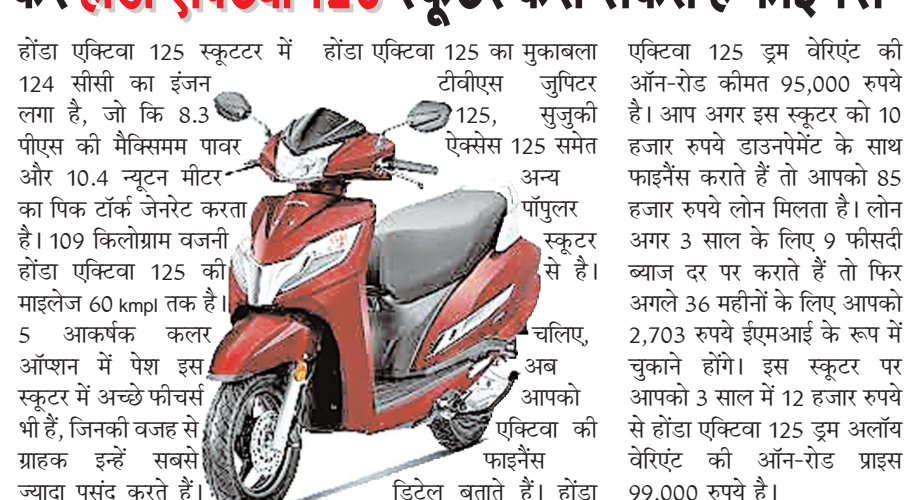 होंडा एक्टिवा 125 स्कूटटर में
124 सीसी का इंजन
लगा है, जो कि 8.3
पीएस की मैक्सिमम पावर
और 10.4 न्यूटन मीटर
का पिक टॉर्क जेनरेट करता
है। 109 किलोग्राम वजनी
होंडा एक्टिवा 125 की
माइलेज 60 kmpl तक है।
5 आकर्षक कलर
ऑप्शन में पेश इस
स्कूटर में अच्छे फीचर्स
भी हैं, जिनकी वजह से
ग्राहक इन्हें सबसे
ज्यादा पसंद करते हैं।
होंडा एक्टिवा 125 का मुकाबला
टीवीएस जुपिटर
125, सुजुकी
ऐक्सेस 125 समेत
अन्य
पॉपुलर
स्कूटर
से है।
चलिए,
अब
आपको
एक्टिवा की
फाइनैंस
डिटेल बताते हैं। होंडा
एक्टिवा 125 ड्रम वेरिएंट की
ऑन-रोड कीमत 95,000 रुपये
है। आप अगर इस स्कूटर को 10
हजार रुपये डाउनपेमेंट के साथ
फाइनैंस कराते हैं तो आपको 85
हजार रुपये लोन मिलता है। लोन
अगर 3 साल के लिए 9 फीसदी
ब्याज दर पर कराते हैं तो फिर
अगले 36 महीनों के लिए आपको
2,703 रुपये ईएमआई के रूप में
चुकाने होंगे। इस स्कूटर पर
आपको 3 साल में 12 हजार रुपये
से होंडा एक्टिवा 125 ड्रम अलॉय
वेरिएंट की ऑन-रोड प्राइस
99,000 रुपये है।